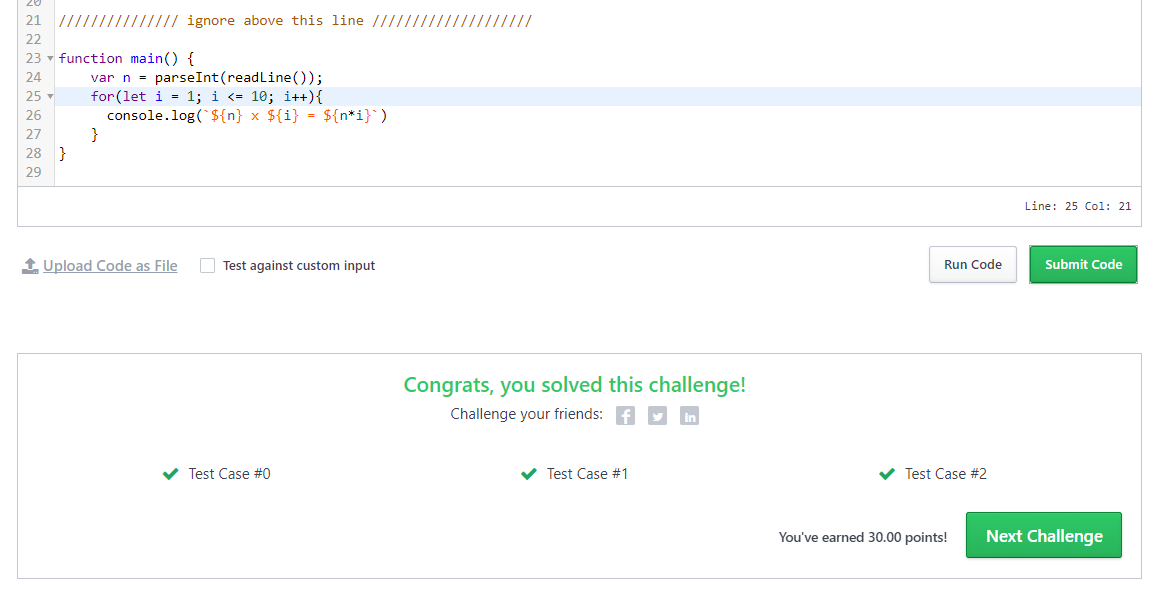 20
21 /////////////// ignore above this line ////////////////////
22
23 function main() {
24 var n = parseInt(readLine());
25 for(let i = 1; i <= 10; i++){
26 console.log(`${n} x ${i} = ${n*i}`)
27 }
28 }
29
Line: 25 Col: 21
Upload Code as File Test against custom input Run Code Submit Code
Congrats, you solved this challenge!
Challenge your friends:
Test Case #0 Test Case #1 Test Case #2
You've earned 30.00 points! Next Challenge